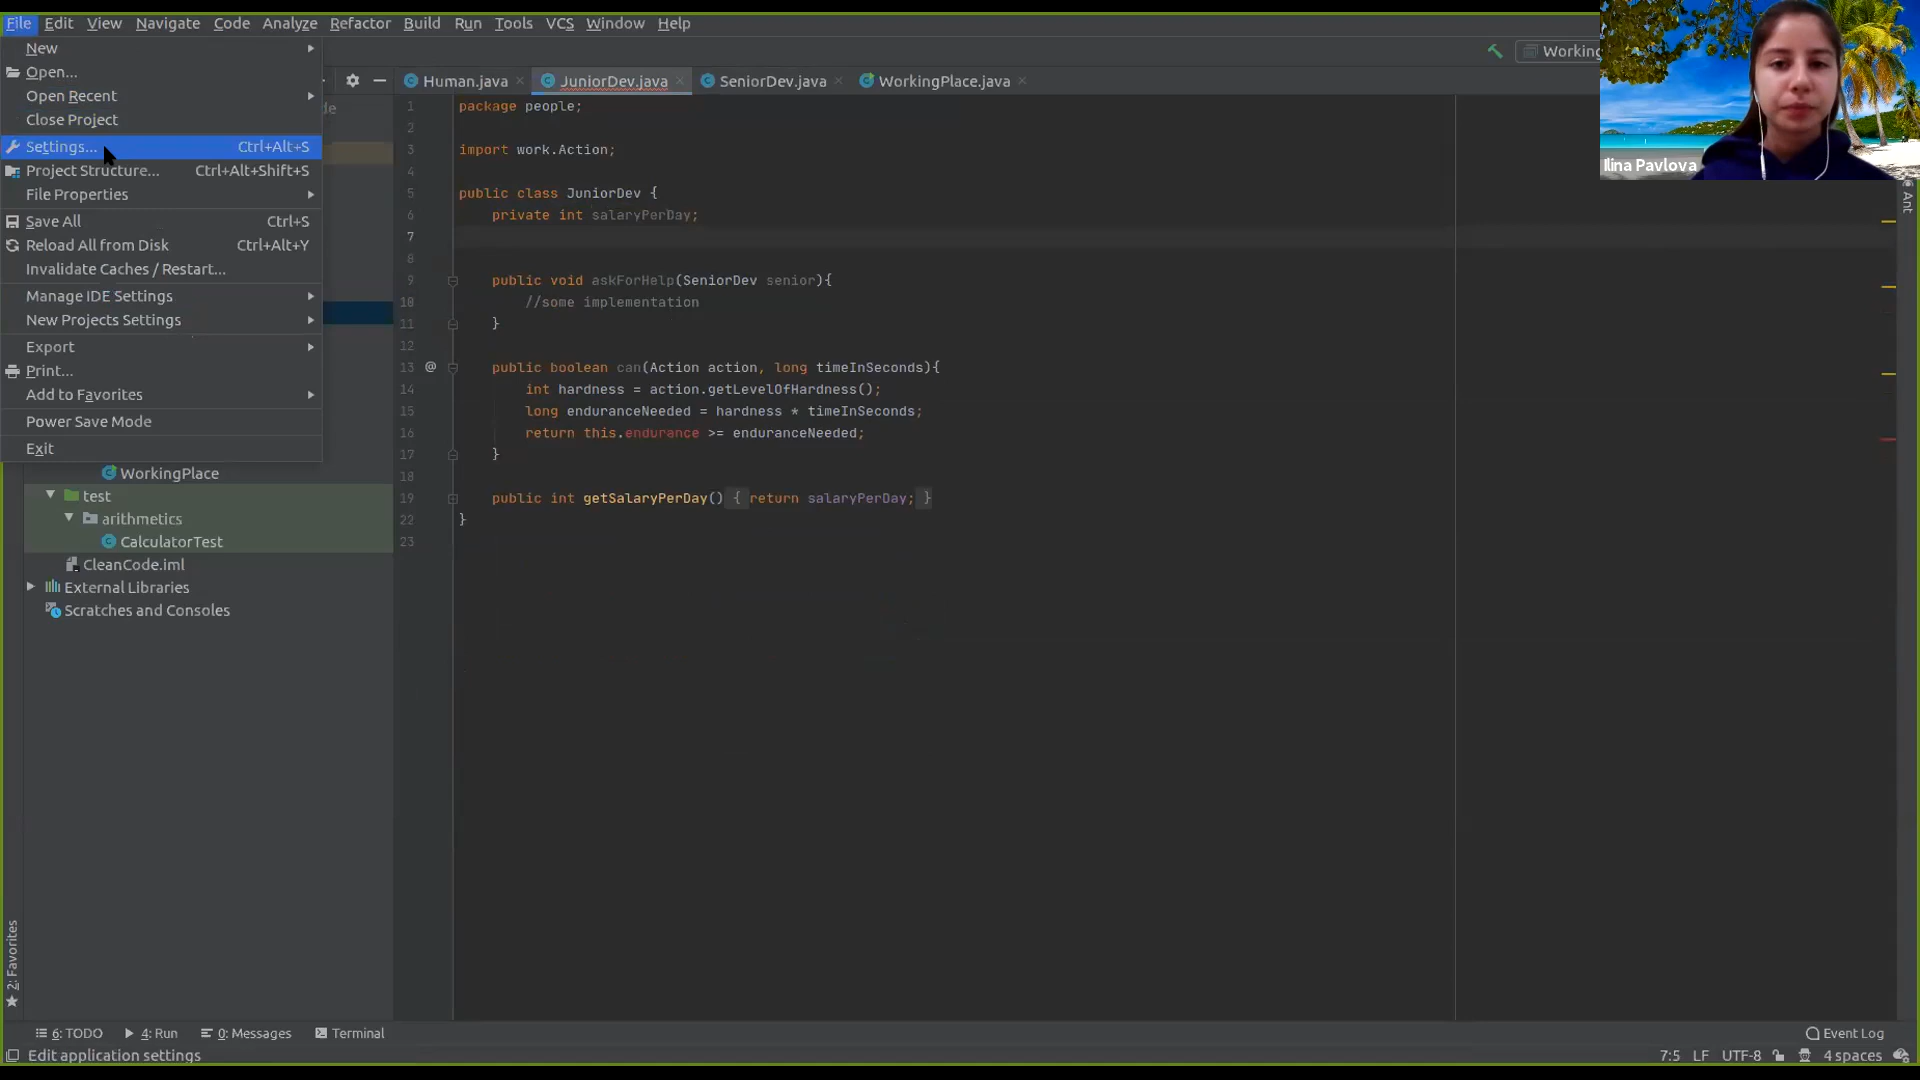 File Edit View Navigate Code Analyze Refactor Build Run Tools VCS Window Help
New
Open...
Open Recent
Close Project
Settings... Ctrl+Alt+S
Project Structure... Ctrl+Alt+Shift+S
File Properties
Save All Ctrl+S
Reload All from Disk Ctrl+Alt+Y
Invalidate Caches / Restart...
Manage IDE Settings
New Projects Settings
Export
Print...
Add to Favorites
Power Save Mode
Exit
WorkingPlace
test
arithmetics
CalculatorTest
CleanCode.iml
External Libraries
Scratches and Consoles
Human.java JuniorDev.java SeniorDev.java WorkingPlace.java
1 package people;
2
3 import work.Action;
4
5 public class JuniorDev {
6 private int salaryPerDay;
7
8
9 public void askForHelp(SeniorDev senior){
10 //some implementation
11 }
12
13 @ public boolean can(Action action, long timeInSeconds){
14 int hardness = action.getLevelOfHardness();
15 long enduranceNeeded = hardness * timeInSeconds;
16 return this.endurance >= enduranceNeeded;
17 }
18
19 public int getSalaryPerDay() { return salaryPerDay; }
22 }
23
Working
Ilina Pavlova
Ant
2: Favorites
6: TODO 4: Run 0: Messages Terminal Event Log
Edit application settings 7:5 LF UTF-8 4 spaces